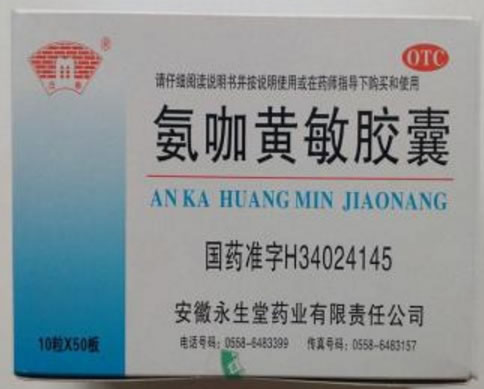 ®
OTC
请仔细阅读说明书并按说明使用或在药师指导下购买和使用
氨咖黄敏胶囊
AN KA HUANG MIN JIAONANG
国药准字H34024145
安徽永生堂药业有限责任公司
10粒X50板
电话号码：0558-6483399 传真号码：0558-6483157